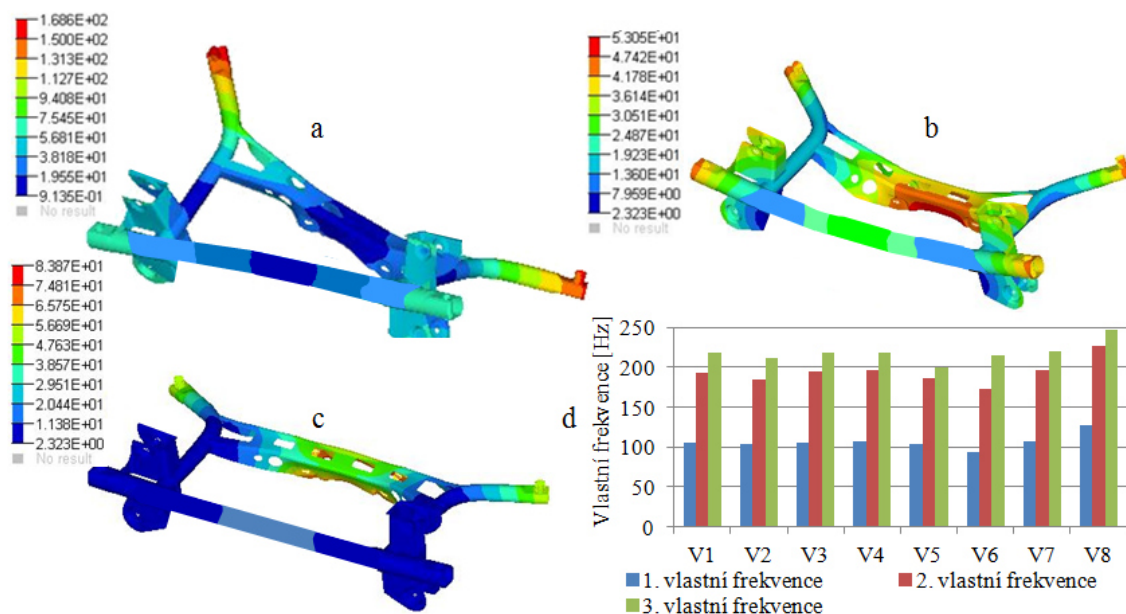 1.686E+02
1.500E+02
1.313E+02
1.127E+02
9.408E+01
7.545E+01
5.681E+01
3.818E+01
1.955E+01
9.135E-01
No result
a
5.305E+01
4.742E+01
4.178E+01
3.614E+01
3.051E+01
2.487E+01
1.923E+01
1.360E+01
7.959E+00
2.323E+00
No result
b
8.387E+01
7.481E+01
6.575E+01
5.669E+01
4.763E+01
3.857E+01
2.951E+01
2.044E+01
1.138E+01
2.323E+00
No result
c
d
Vlastní frekvence [Hz]
250
200
150
100
50
0
V1 V2 V3 V4 V5 V6 V7 V8
1. vlastní frekvence 2. vlastní frekvence
3. vlastní frekvence